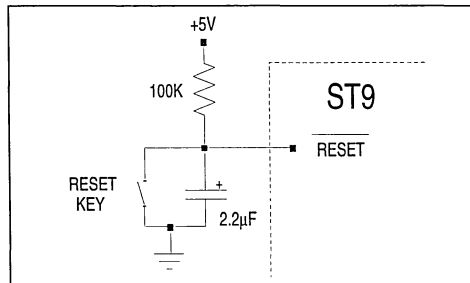 +5V
100K
ST9
RESET
RESET
KEY
+
2.2µF